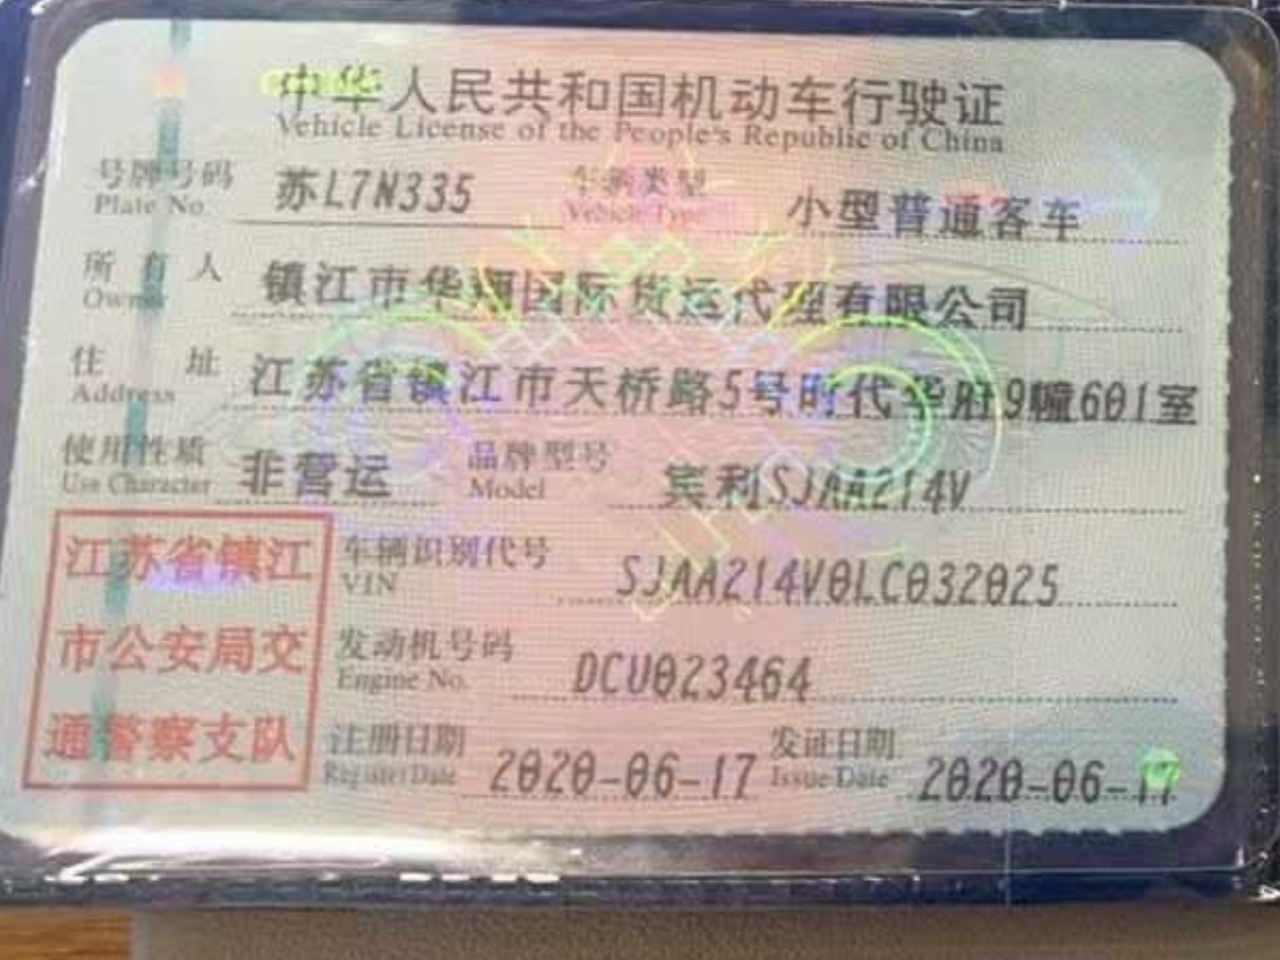 中华人民共和国机动车行驶证
Vehicle License of the People's Republic of China
号牌号码 苏L7N335 车辆类型 小型普通客车
Plate No. Vehicle Type
所有人 镇江市华翔国际货运代理有限公司
Owner
住址 江苏省镇江市天桥路5号时代华府9幢601室
Address
使用性质 非营运 品牌型号 宾利SJAA214V
Use Character Model
江苏省镇江
市公安局交
通警察支队
车辆识别代号 SJAA214V0LC032025
VIN
发动机号码 DCU023464
Engine No.
注册日期 2020-06-17 发证日期 2020-06-17
Register Date Issue Date